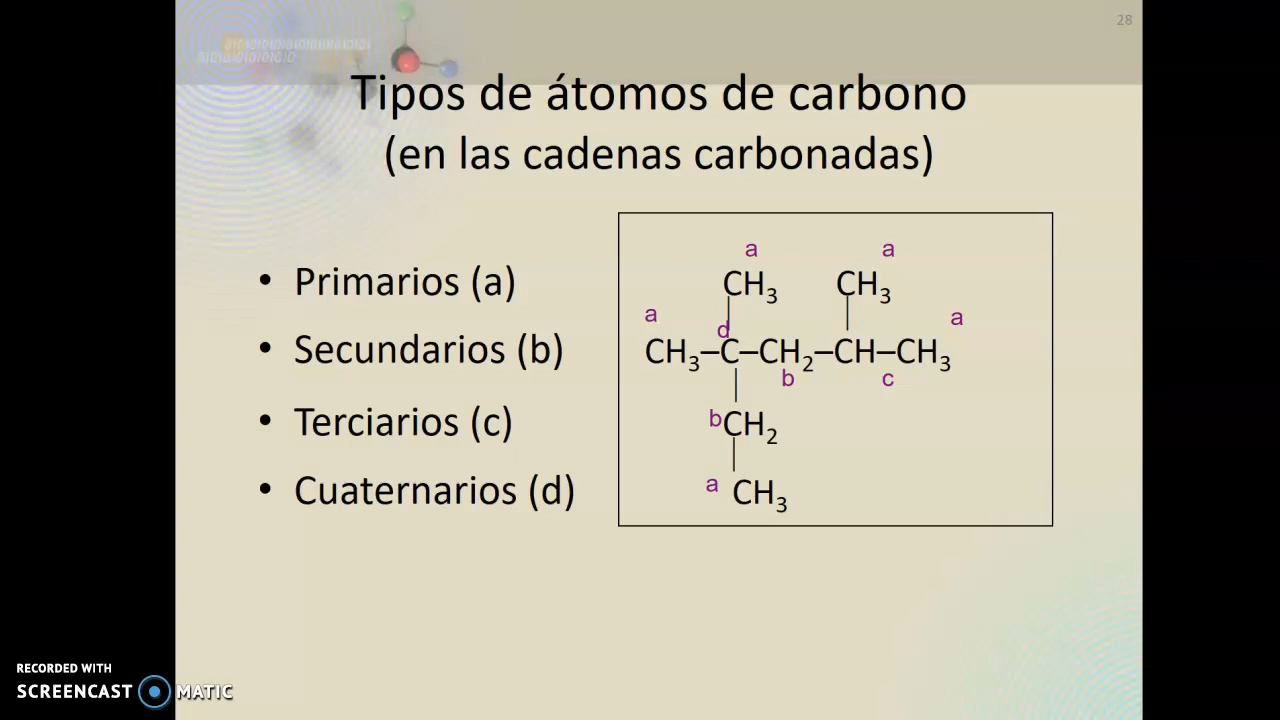 28
Tipos de átomos de carbono
(en las cadenas carbonadas)
• Primarios (a)
• Secundarios (b)
• Terciarios (c)
• Cuaternarios (d)
a a
CH₃ CH₃
a d a
CH₃–C–CH₂–CH–CH₃
b c
b CH₂
a CH₃
RECORDED WITH
SCREENCAST MATIC